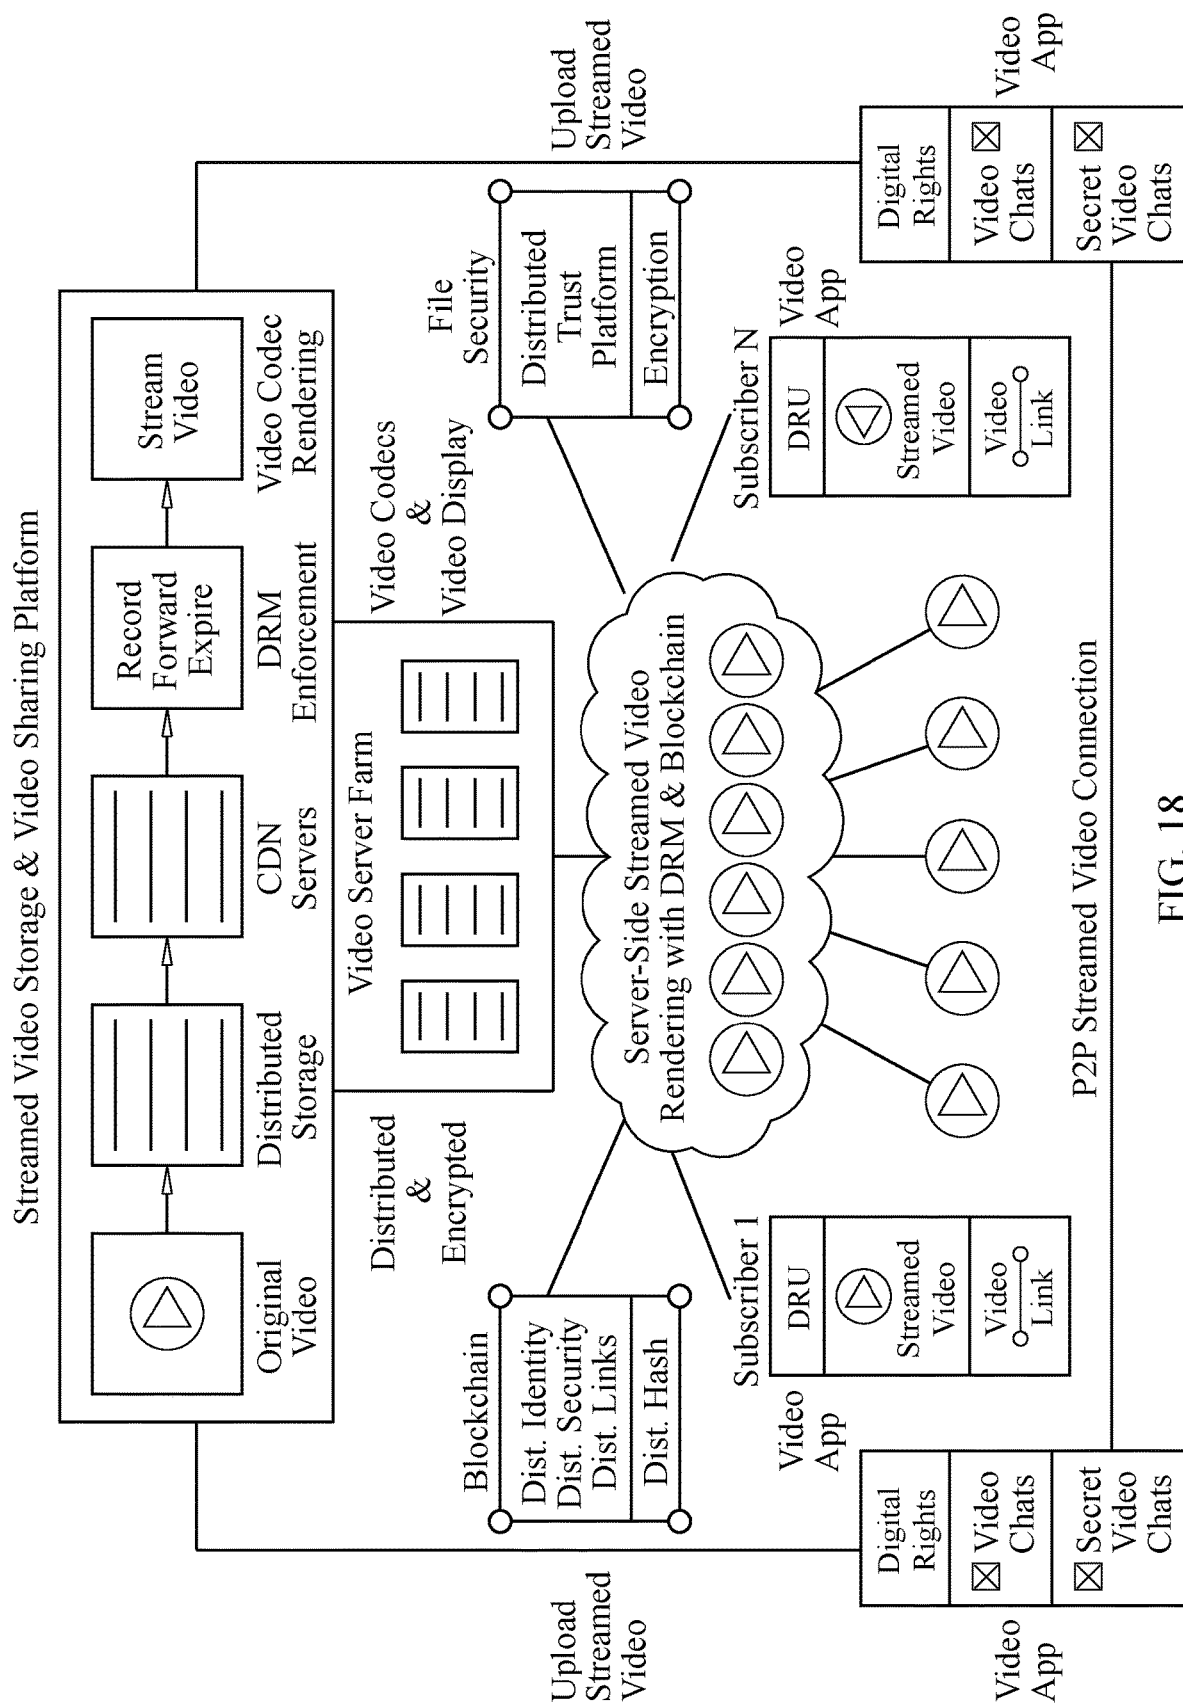 Streamed Video Storage & Video Sharing Platform
Original
Video
Distributed
Storage
CDN
Servers
Record
Forward
Expire
DRM
Enforcement
Stream
Video
Video Codec
Rendering
Upload
Streamed
Video
Distributed
&
Encrypted
Video Server Farm
Video Codecs
&
Video Display
Upload
Streamed
Video
Blockchain
Dist. Identity
Dist. Security
Dist. Links
Dist. Hash
Server-Side Streamed Video
Rendering with DRM & Blockchain
File
Security
Distributed
Trust
Platform
Encryption
Subscriber 1
Video
App
DRU
Streamed
Video
Video
Link
Subscriber N
Video
App
DRU
Streamed
Video
Video
Link
Video
App
Digital
Rights
Video
Chats
Secret
Video
Chats
P2P Streamed Video Connection
Digital
Rights
Video
Chats
Secret
Video
Chats
Video
App
FIG. 18